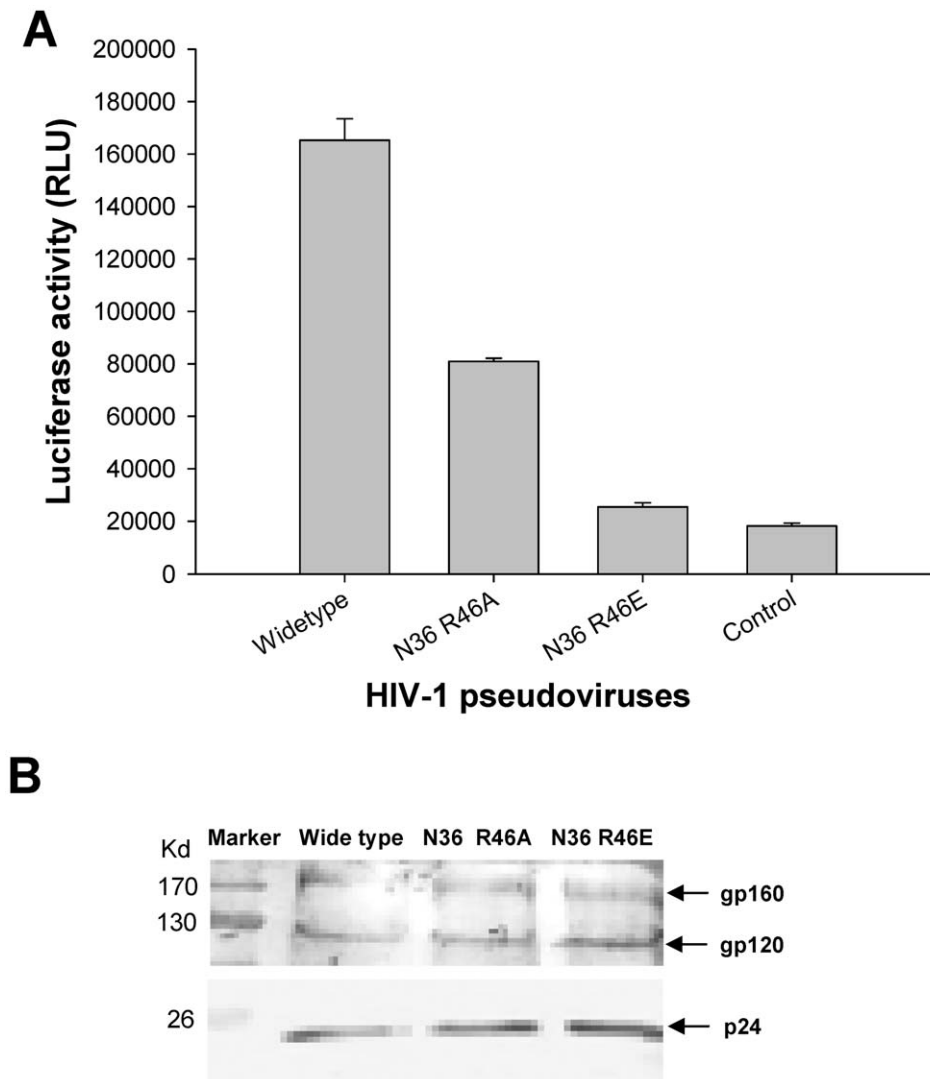 A
Luciferase activity (RLU)
200000
180000
160000
140000
120000
100000
80000
60000
40000
20000
0
Widetype
N36 R46A
N36 R46E
Control
HIV-1 pseudoviruses
B
Marker Wide type N36 R46A N36 R46E
Kd
170
130
26
gp160
gp120
p24